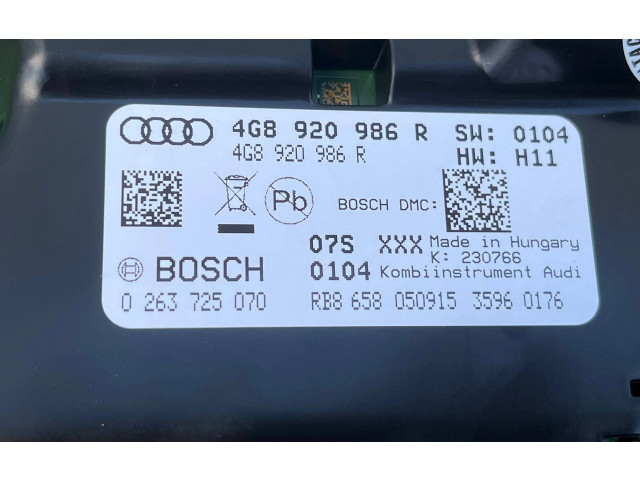 4G8 920 986 R SW: 0104
4G8 920 986 R HW: H11
Pb
BOSCH DMC:
07S XXX Made in Hungary
K: 230766
BOSCH 0104 Kombiinstrument Audi
0 263 725 070 RB8 658 050915 3596 0176